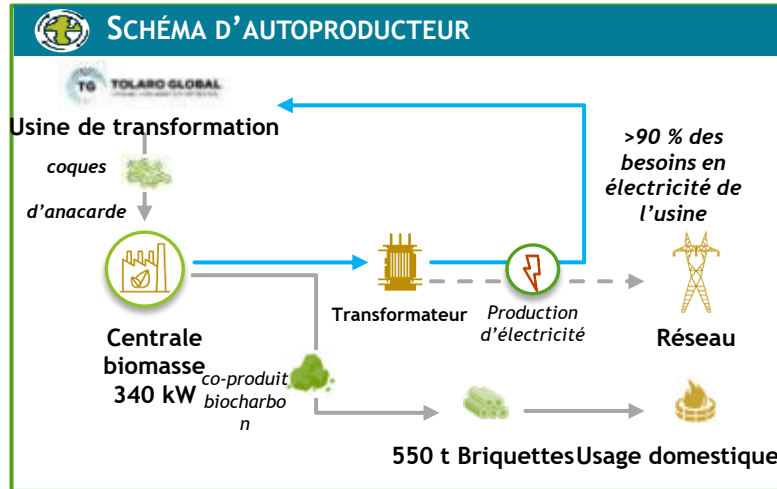 SCHÉMA D'AUTOPRODUCTEUR
TG TOLARO GLOBAL
Usine de transformation
coques
d'anacarde
>90 % des
besoins en
électricité de
l'usine
Transformateur
Production
d'électricité
Réseau
Centrale
biomasse
340 kW
co-produit
biocharbo
n
550 t Briquettes
Usage domestique